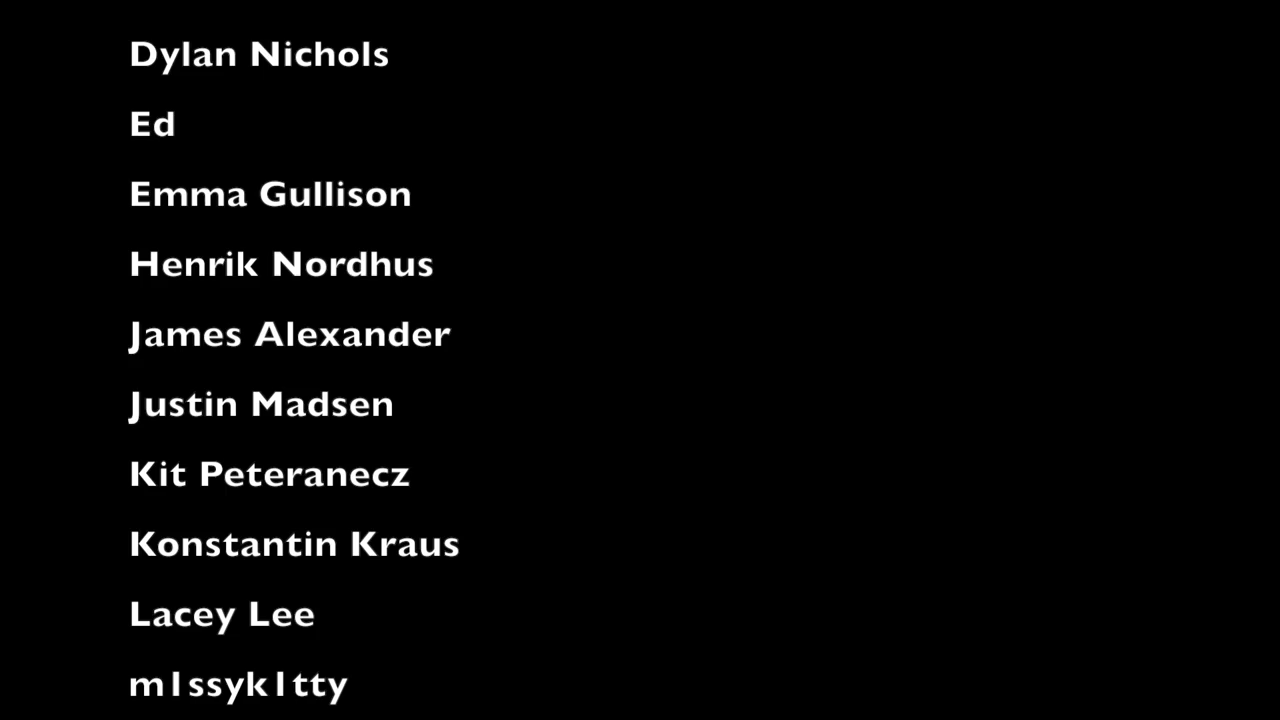 Dylan Nichols
Ed
Emma Gullison
Henrik Nordhus
James Alexander
Justin Madsen
Kit Peteranecz
Konstantin Kraus
Lacey Lee
m1ssyk1tty